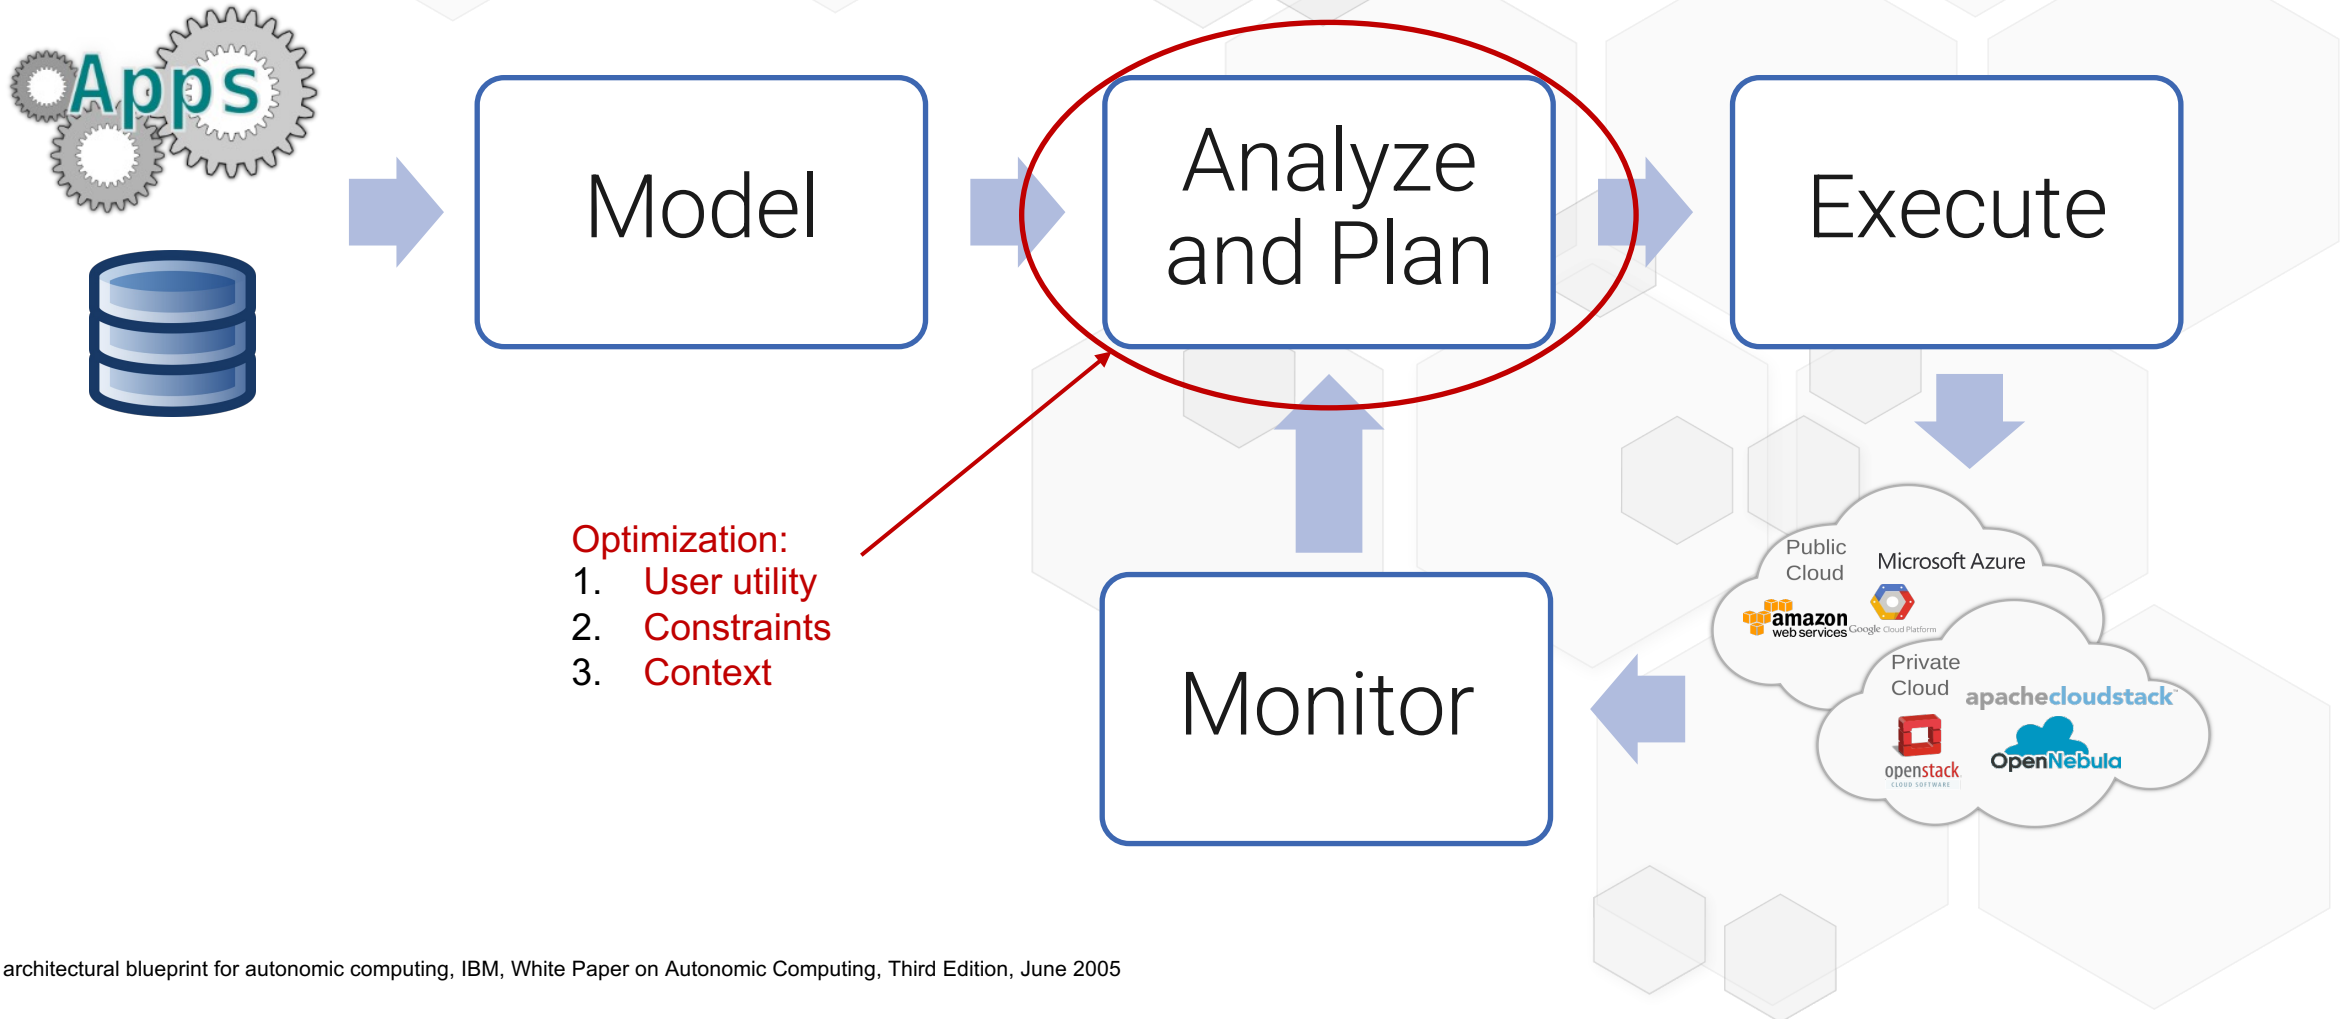 Apps
Model
Analyze
and Plan
Execute
Optimization:
1. User utility
2. Constraints
3. Context
Monitor
Public
Cloud
Microsoft Azure
amazon
web services
Google Cloud Platform
Private
Cloud
apachecloudstack
openstack
CLOUD SOFTWARE
OpenNebula
architectural blueprint for autonomic computing, IBM, White Paper on Autonomic Computing, Third Edition, June 2005